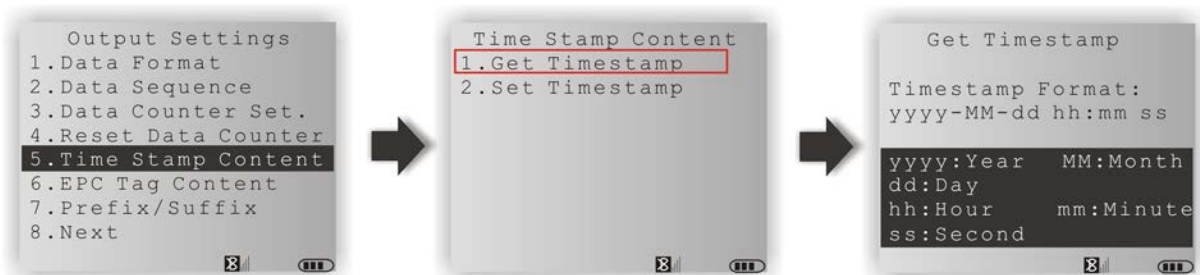 Output Settings
1.Data Format
2.Data Sequence
3.Data Counter Set.
4.Reset Data Counter
5.Time Stamp Content
6.EPC Tag Content
7.Prefix/Suffix
8.Next
Time Stamp Content
1.Get Timestamp
2.Set Timestamp
Get Timestamp
Timestamp Format:
yyyy-MM-dd hh:mm ss
yyyy:Year MM:Month
dd:Day
hh:Hour mm:Minute
ss:Second